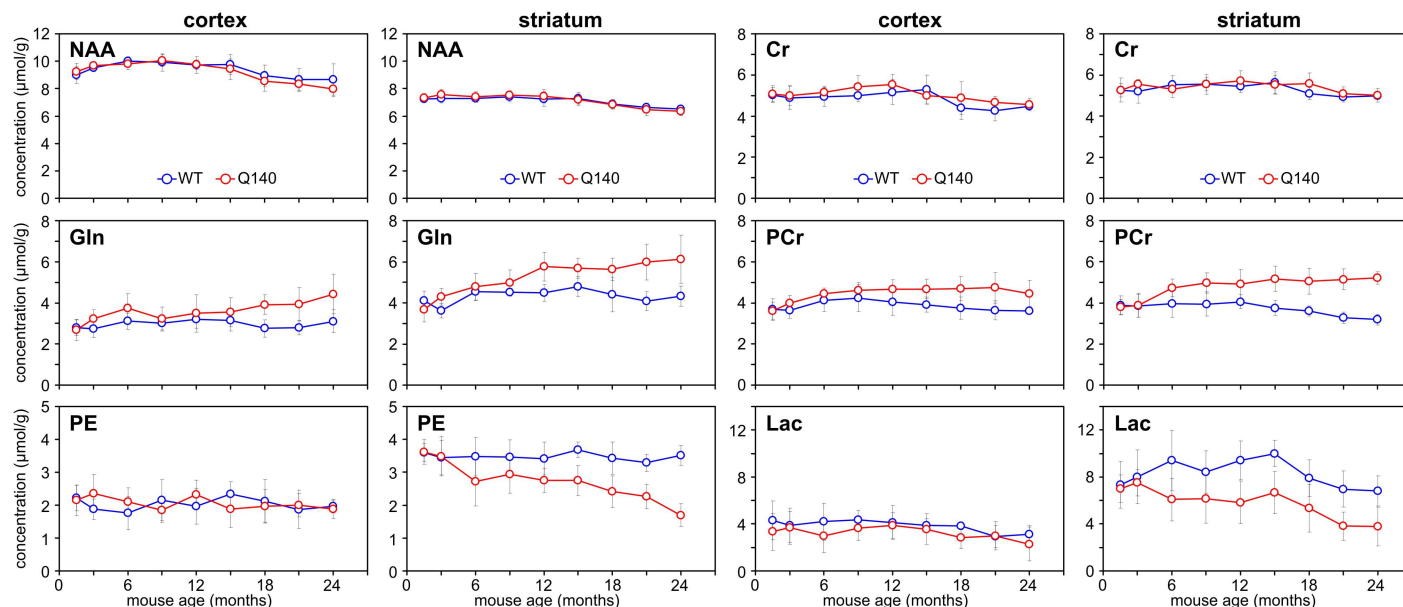 cortex striatum cortex striatum
NAA NAA Cr Cr
concentration (μmol/g)
12 12 8 8
10 10
8 8 6 6
6 6 4 4
4 4
2 2 2 2
0 0 0 0
WT Q140 WT Q140 WT Q140 WT Q140
Gln Gln PCr PCr
concentration (μmol/g)
8 8 8 8
6 6 6 6
4 4 4 4
2 2 2 2
0 0 0 0
PE PE Lac Lac
concentration (μmol/g)
5 5 12 12
4 4
3 3 8 8
2 2 4 4
1 1
0 0 0 0
0 6 12 18 24 0 6 12 18 24 0 6 12 18 24 0 6 12 18 24
mouse age (months) mouse age (months) mouse age (months) mouse age (months)